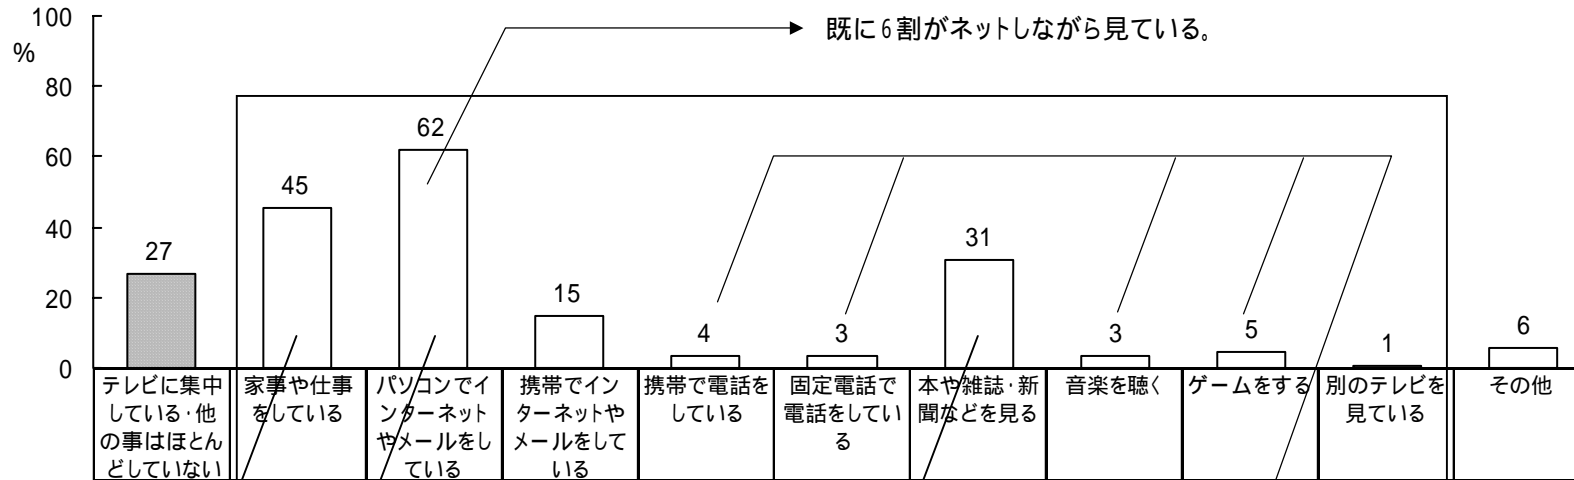 100
%
80
60
40
20
0
既に6割がネットしながら見ている。
27
45
62
15
4
3
31
3
5
1
6
テレビに集中
している・他
の事はほとん
どしていない
家事や仕事
をしている
パソコンでイ
ンターネット
やメールをし
ている
携帯でイン
ターネットや
メールをして
いる
携帯で電話を
している
固定電話で
電話をしてい
る
本や雑誌・新
聞などを見る
音楽を聴く
ゲームをする
別のテレビを
見ている
その他